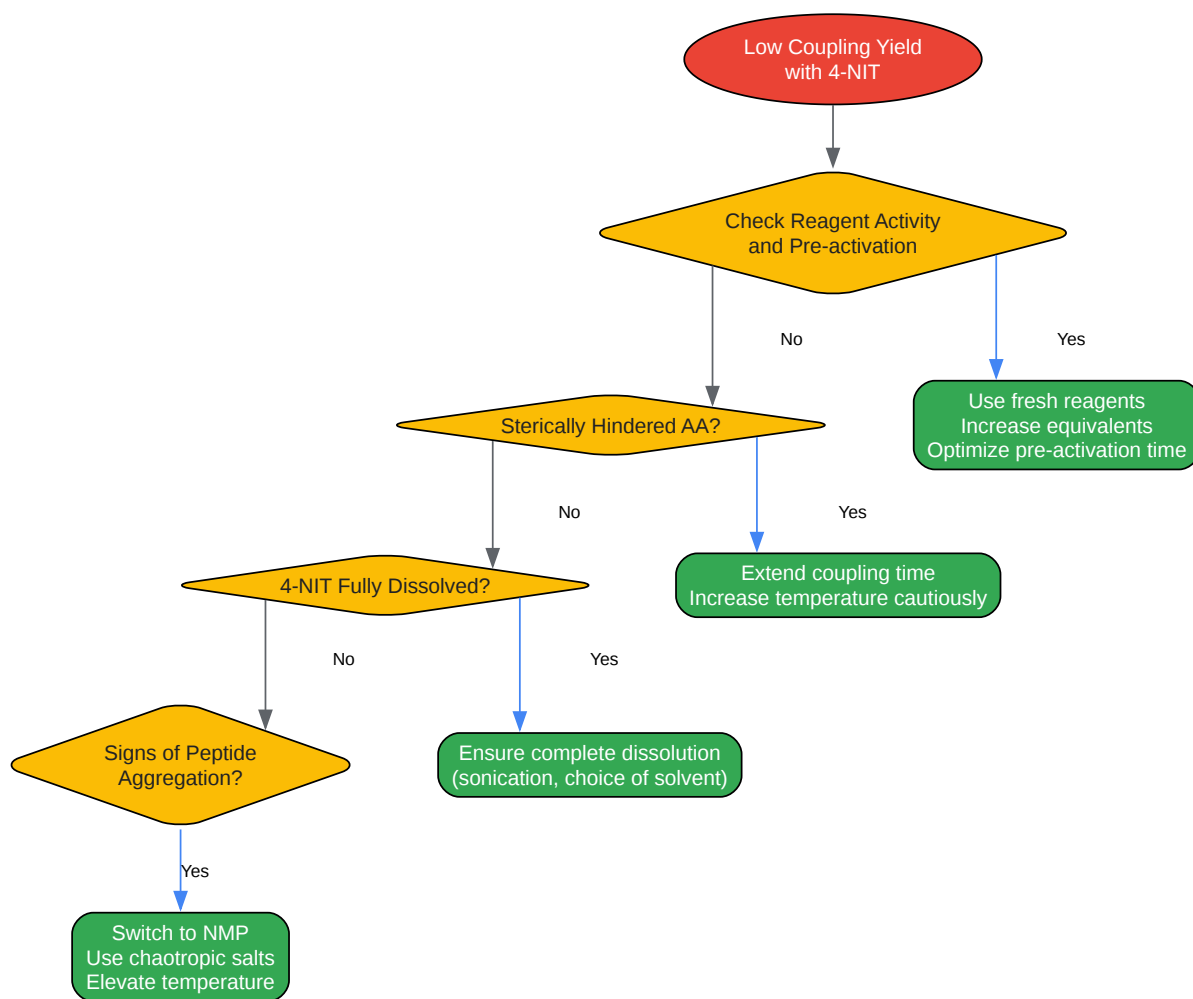 Low Coupling Yield
with 4-NIT
Check Reagent Activity
and Pre-activation
No
Yes
Use fresh reagents
Increase equivalents
Optimize pre-activation time
Sterically Hindered AA?
No
Yes
Extend coupling time
Increase temperature cautiously
4-NIT Fully Dissolved?
No
Yes
Ensure complete dissolution
(sonication, choice of solvent)
Signs of Peptide
Aggregation?
Yes
Switch to NMP
Use chaotropic salts
Elevate temperature